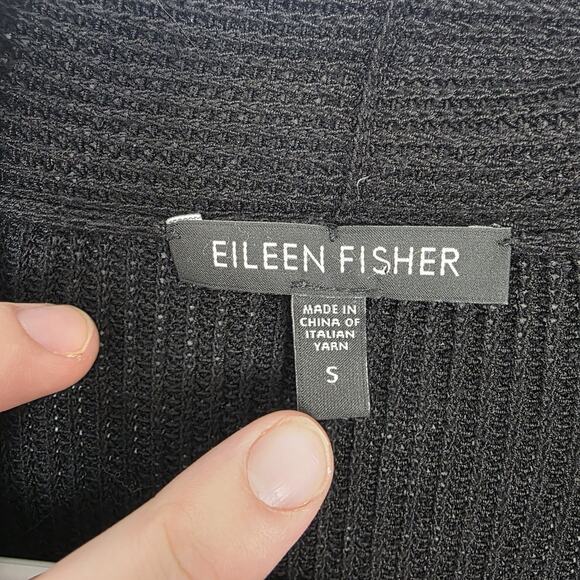 EILEEN FISHER
MADE IN
CHINA OF
ITALIAN
YARN
S